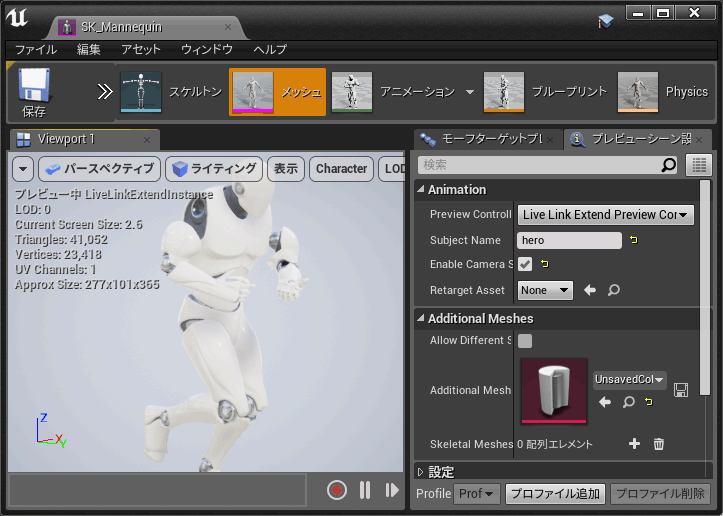 SK_Mannequin
ファイル 編集 アセット ウィンドウ ヘルプ
保存
スケルトン
メッシュ
アニメーション
ブループリント
Physics
Viewport 1
パースペクティブ ライティング 表示 Character LOD
プレビュー中 LiveLinkExtendInstance
LOD: 0
Current Screen Size: 2.6
Triangles: 41,052
Vertices: 23,418
UV Channels: 1
Approx Size: 277x101x365
Z
X
Y
モーフターゲットプレ プレビューシーン設
検索
Animation
Preview Controll Live Link Extend Preview Cor
Subject Name hero
Enable Camera S
Retarget Asset None
Additional Meshes
Allow Different S
Additional Mesh UnsavedCol
Skeletal Meshes 0 配列エレメント
設定
Profile Prof プロファイル追加 プロファイル削除